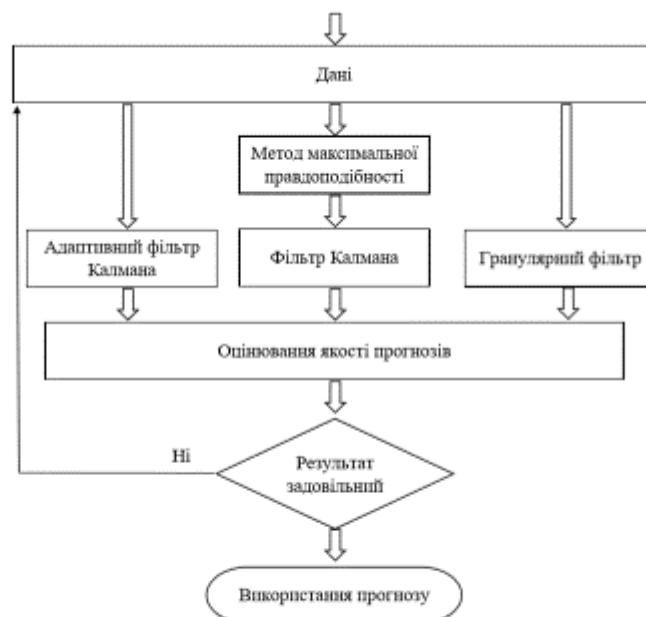 Дані
Метод максимальної
правдоподібності
Адаптивний фільтр
Калмана
Фільтр Калмана
Гранулярний фільтр
Оцінювання якості прогнозів
Ні
Результат
задовільний
Використання прогнозу